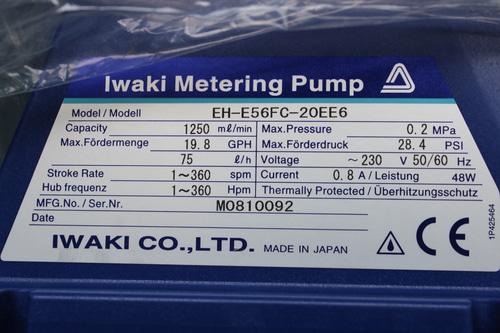 Iwaki Metering Pump
Model / Modell EH-E56FC-20EE6
Capacity 1250 mℓ/min Max.Pressure 0.2 MPa
Max.Fördermenge 19.8 GPH Max.Förderdruck 28.4 PSI
75 ℓ/h Voltage ~230 V 50/60 Hz
Stroke Rate 1~360 spm Current 0.8 A / Leistung 48W
Hub frequenz 1~360 Hpm Thermally Protected / Überhitzungsschutz
MFG.No. / Ser.Nr. M0810092
Date
IWAKI CO.,LTD. MADE IN JAPAN CE
1P425464